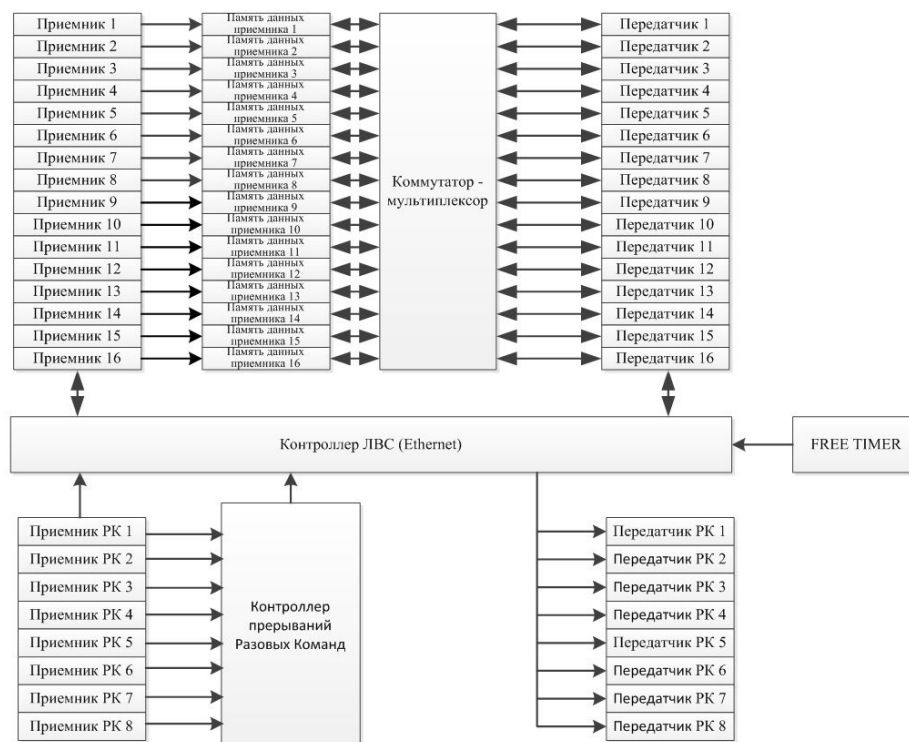 Приемник 1
Приемник 2
Приемник 3
Приемник 4
Приемник 5
Приемник 6
Приемник 7
Приемник 8
Приемник 9
Приемник 10
Приемник 11
Приемник 12
Приемник 13
Приемник 14
Приемник 15
Приемник 16
Память данных
приемника 1
Память данных
приемника 2
Память данных
приемника 3
Память данных
приемника 4
Память данных
приемника 5
Память данных
приемника 6
Память данных
приемника 7
Память данных
приемника 8
Память данных
приемника 9
Память данных
приемника 10
Память данных
приемника 11
Память данных
приемника 12
Память данных
приемника 13
Память данных
приемника 14
Память данных
приемника 15
Память данных
приемника 16
Коммутатор -
мультиплексор
Передатчик 1
Передатчик 2
Передатчик 3
Передатчик 4
Передатчик 5
Передатчик 6
Передатчик 7
Передатчик 8
Передатчик 9
Передатчик 10
Передатчик 11
Передатчик 12
Передатчик 13
Передатчик 14
Передатчик 15
Передатчик 16
Контроллер ЛВС (Ethernet)
FREE TIMER
Приемник РК 1
Приемник РК 2
Приемник РК 3
Приемник РК 4
Приемник РК 5
Приемник РК 6
Приемник РК 7
Приемник РК 8
Контроллер
прерываний
Разовых Команд
Передатчик РК 1
Передатчик РК 2
Передатчик РК 3
Передатчик РК 4
Передатчик РК 5
Передатчик РК 6
Передатчик РК 7
Передатчик РК 8